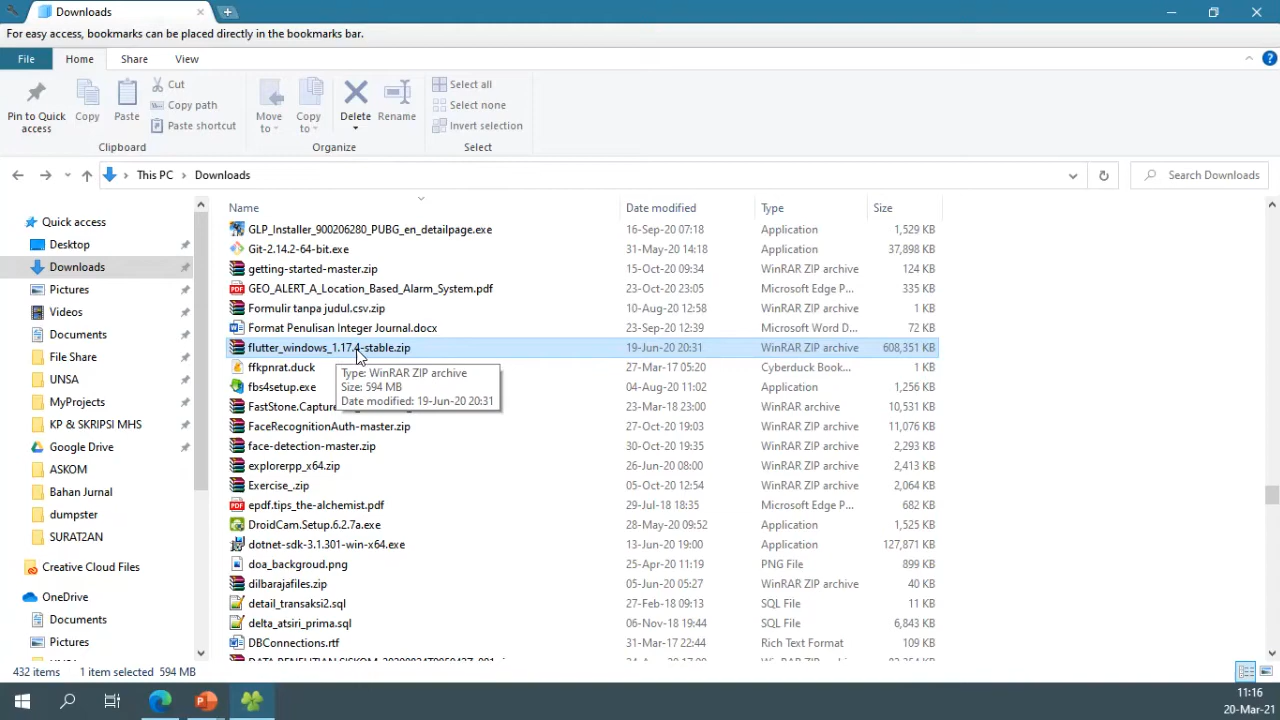 Downloads
For easy access, bookmarks can be placed directly in the bookmarks bar.
File Home Share View
Pin to Quick access
Copy
Paste
Cut
Copy path
Paste shortcut
Clipboard
Move to
Copy to
Delete
Rename
Organize
Select all
Select none
Invert selection
Select
This PC > Downloads
Search Downloads
Quick access
Desktop
Downloads
Pictures
Videos
Documents
File Share
UNSA
MyProjects
KP & SKRIPSI MHS
Google Drive
ASKOM
Bahan Jurnal
dumpster
SURAT2AN
Creative Cloud Files
OneDrive
Documents
Pictures
Name Date modified Type Size
GLP_Installer_900206280_PUBG_en_detailpage.exe 16-Sep-20 07:18 Application 1,529 KB
Git-2.14.2-64-bit.exe 31-May-20 14:18 Application 37,898 KB
getting-started-master.zip 15-Oct-20 09:34 WinRAR ZIP archive 124 KB
GEO_ALERT_A_Location_Based_Alarm_System.pdf 23-Oct-20 23:05 Microsoft Edge P... 335 KB
Formulir tanpa judul.csv.zip 10-Aug-20 12:58 WinRAR ZIP archive 1 KB
Format Penulisan Integer Journal.docx 23-Sep-20 12:39 Microsoft Word D... 72 KB
flutter_windows_1.17.4-stable.zip 19-Jun-20 20:31 WinRAR ZIP archive 608,351 KB
ffkpnrat.duck 27-Mar-17 05:20 Cyberduck Book... 1 KB
fbs4setup.exe 04-Aug-20 11:02 Application 1,256 KB
FastStone.Captur 23-Mar-18 23:00 WinRAR archive 10,531 KB
FaceRecognitionAuth-master.zip 27-Oct-20 19:03 WinRAR ZIP archive 11,076 KB
face-detection-master.zip 30-Oct-20 19:35 WinRAR ZIP archive 2,293 KB
explorerpp_x64.zip 26-Jun-20 08:00 WinRAR ZIP archive 2,413 KB
Exercise_.zip 05-Oct-20 12:54 WinRAR ZIP archive 2,064 KB
epdf.tips_the-alchemist.pdf 29-Jul-18 18:35 Microsoft Edge P... 682 KB
DroidCam.Setup.6.2.7a.exe 28-May-20 09:52 Application 1,525 KB
dotnet-sdk-3.1.301-win-x64.exe 13-Jun-20 19:00 Application 127,871 KB
doa_backgroud.png 25-Apr-20 11:19 PNG File 899 KB
dilbarajafiles.zip 05-Jun-20 05:27 WinRAR ZIP archive 40 KB
detail_transaksi2.sql 27-Feb-18 09:13 SQL File 11 KB
delta_atsiri_prima.sql 06-Nov-18 19:44 SQL File 6,843 KB
DBConnections.rtf 31-Mar-17 22:44 Rich Text Format 109 KB
Type: WinRAR ZIP archive
Size: 594 MB
Date modified: 19-Jun-20 20:31
432 items 1 item selected 594 MB
11:16
20-Mar-21